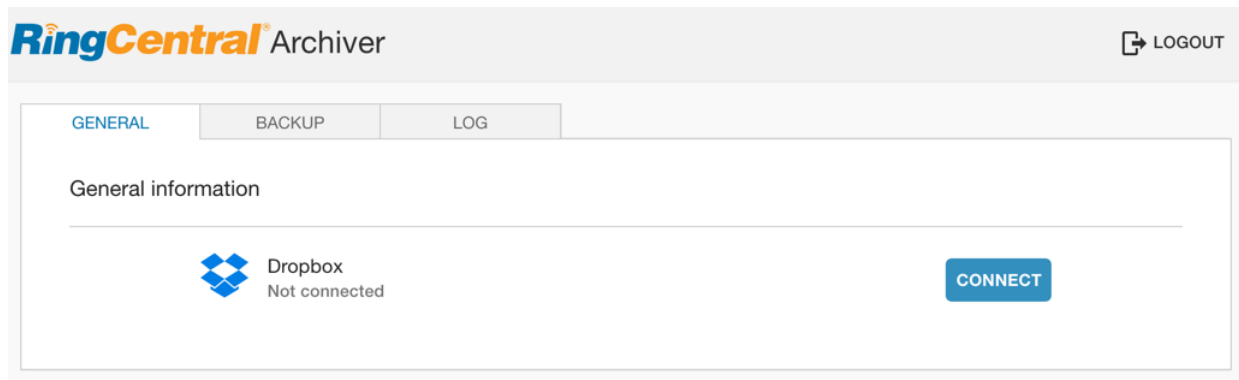 RingCentral® Archiver
LOGOUT
GENERAL BACKUP LOG
General information
Dropbox
Not connected
CONNECT